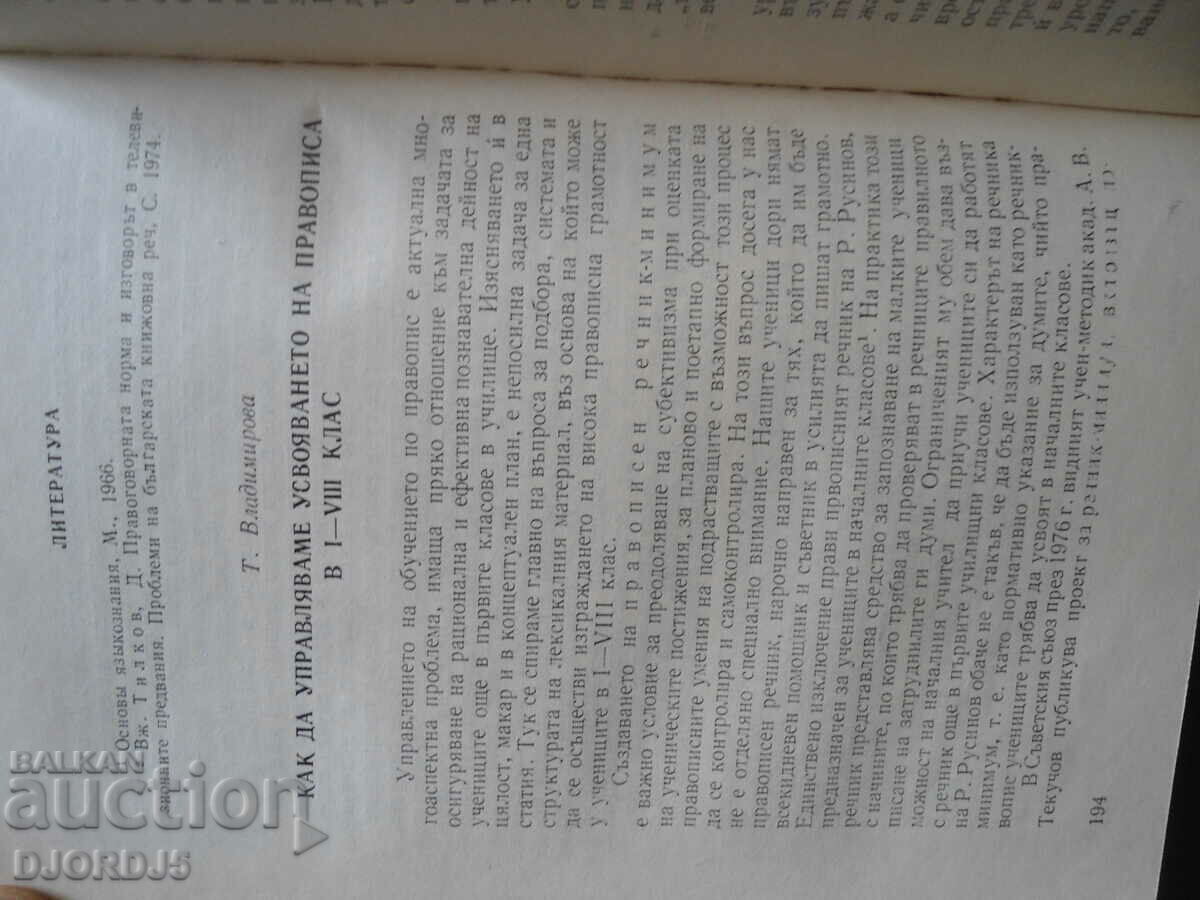 ЛИТЕРАТУРА
¹ Основы языкознания, М., 1966.
² Вж. Тилков, Д. Правоговорната норма и изговорът в телеви-
зионните предвания. Проблеми на българската книжовна реч, С. 1974.
Т. Владимирова
КАК ДА УПРАВЛЯВАМЕ УСВОЯВАНЕТО НА ПРАВОПИСА
В I—VIII КЛАС
Управлението на обучението по правопис е актуална мно-
гоаспектна проблема, имаща пряко отношение към задачата за
осигуряване на рационална и ефективна познавателна дейност на
учениците още в първите класове в училище. Изясняването ѝ в
цялост, макар и в концептуален план, е непосилна задача за една
статия. Тук се спираме главно на въпроса за подбора, системата и
структурата на лексикалния материал, въз основа на който може
да се осъществи изграждането на висока правописна грамотност
у учениците в I—VIII клас.
Създаването на правописен речник-минимум
е важно условие за преодоляване на субективизма при оценката
на ученическите постижения, за планово и поетапно формиране на
правописните умения на подрастващите с възможност този процес
да се контролира и самоконтролира. На този въпрос досега у нас
не е отделяно специално внимание. Нашите ученици дори нямат
правописен речник, нарочно направен за тях, който да им бъде
всекидневен помощник и съветник в усилията да пишат грамотно.
Единствено изключение прави правописният речник на Р. Русинов,
предназначен за учениците в началните класове¹. На практика този
речник представлява средство за запознаване на малките ученици
с начините, по които трябва да проверяват в речниците правилното
писане на затруднилите ги думи. Ограниченият му обем дава въз-
можност на началния учител да приучи учениците си да работят
с речник още в първите училищни класове. Характерът на речника
на Р. Русинов обаче не е такъв, че да бъде използуван като речник-
минимум, т. е. като нормативно указание за думите, чийто пра-
вопис учениците трябва да усвоят в началните класове.
В Съветския съюз през 1976 г. видният учен-методик акад. А. В.
Текучов публикува проект за речник-минимум,
194
BALKAN
auction
DJORDJ5